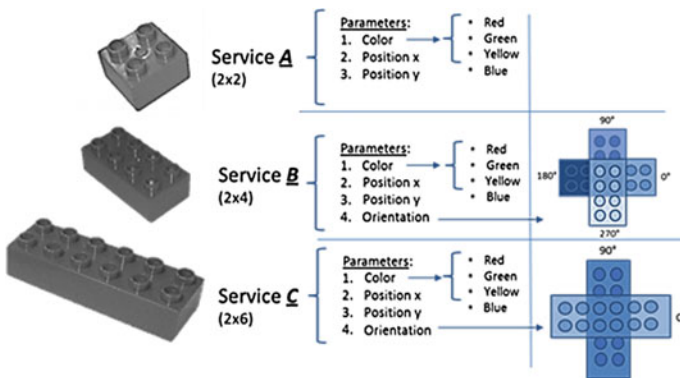 Service A
(2x2)
Parameters:
1. Color
2. Position x
3. Position y
* Red
* Green
* Yellow
* Blue
Service B
(2x4)
Parameters:
1. Color
2. Position x
3. Position y
4. Orientation
* Red
* Green
* Yellow
* Blue
90°
180°
0°
270°
Service C
(2x6)
Parameters:
1. Color
2. Position x
3. Position y
4. Orientation
* Red
* Green
* Yellow
* Blue
90°